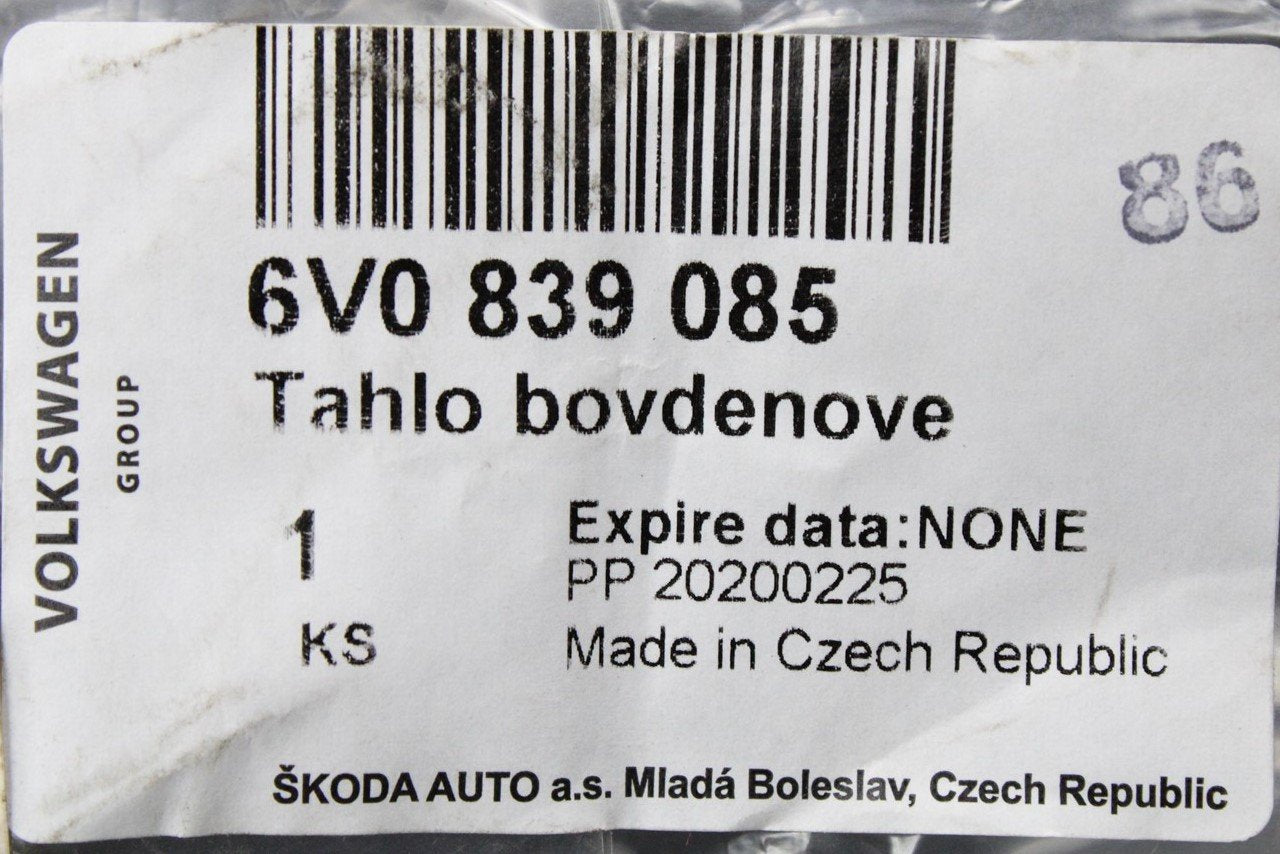 86
6V0 839 085
Tahlo bovdenove
VOLKSWAGEN
GROUP
1
KS
Expire data:NONE
PP 20200225
Made in Czech Republic
ŠKODA AUTO a.s. Mladá Boleslav, Czech Republic